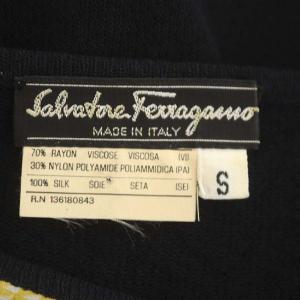 Salvatore Ferragamo
MADE IN ITALY
70% RAYON VISCOSE VISCOSA (VI)
30% NYLON POLYAMIDE POLIAMMIDICA (PA)
100% SILK SOIE SETA (SE)
R.N 136180843
S